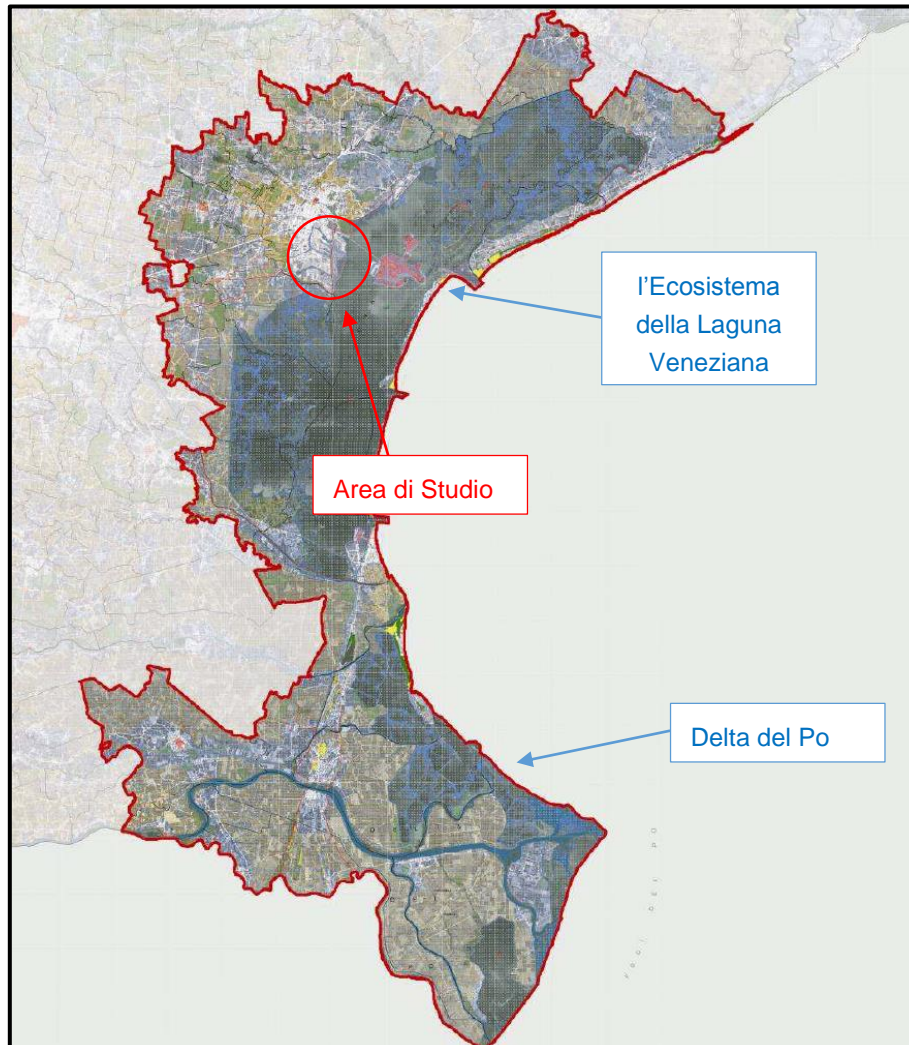 l'Ecosistema
della Laguna
Veneziana
Area di Studio
Delta del Po